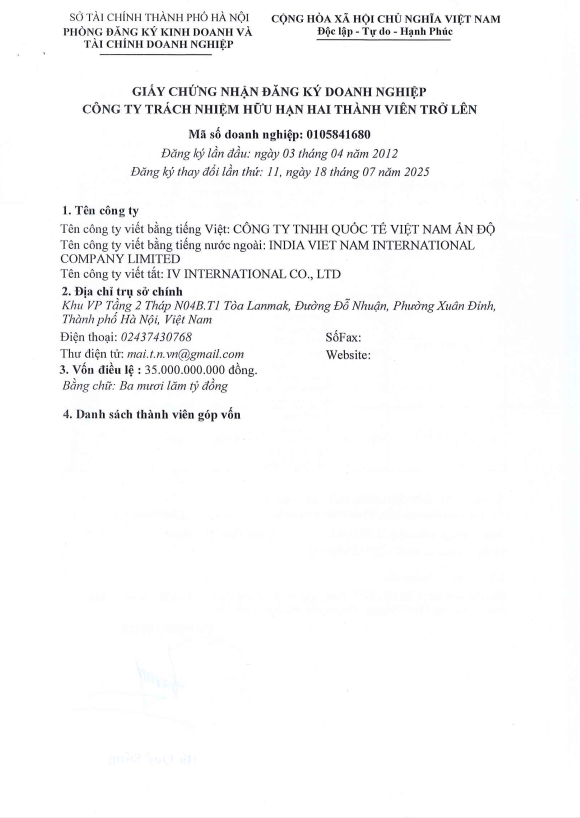 SỞ TÀI CHÍNH THÀNH PHỐ HÀ NỘI
PHÒNG ĐĂNG KÝ KINH DOANH VÀ
TÀI CHÍNH DOANH NGHIỆP
CỘNG HÒA XÃ HỘI CHỦ NGHĨA VIỆT NAM
Độc lập - Tự do - Hạnh Phúc
GIẤY CHỨNG NHẬN ĐĂNG KÝ DOANH NGHIỆP
CÔNG TY TRÁCH NHIỆM HỮU HẠN HAI THÀNH VIÊN TRỞ LÊN
Mã số doanh nghiệp: 0105841680
Đăng ký lần đầu: ngày 03 tháng 04 năm 2012
Đăng ký thay đổi lần thứ: 11, ngày 18 tháng 07 năm 2025
1. Tên công ty
Tên công ty viết bằng tiếng Việt: CÔNG TY TNHH QUỐC TẾ VIỆT NAM ẤN ĐỘ
Tên công ty viết bằng tiếng nước ngoài: INDIA VIET NAM INTERNATIONAL
COMPANY LIMITED
Tên công ty viết tắt: IV INTERNATIONAL CO., LTD
2. Địa chỉ trụ sở chính
Khu VP Tầng 2 Tháp N04B.T1 Tòa Lanmak, Đường Đỗ Nhuận, Phường Xuân Đỉnh,
Thành phố Hà Nội, Việt Nam
Điện thoại: 02437430768
SốFax:
Thư điện tử: mai.t.n.vn@gmail.com
Website:
3. Vốn điều lệ : 35.000.000.000 đồng.
Bằng chữ: Ba mươi lăm tỷ đồng
4. Danh sách thành viên góp vốn